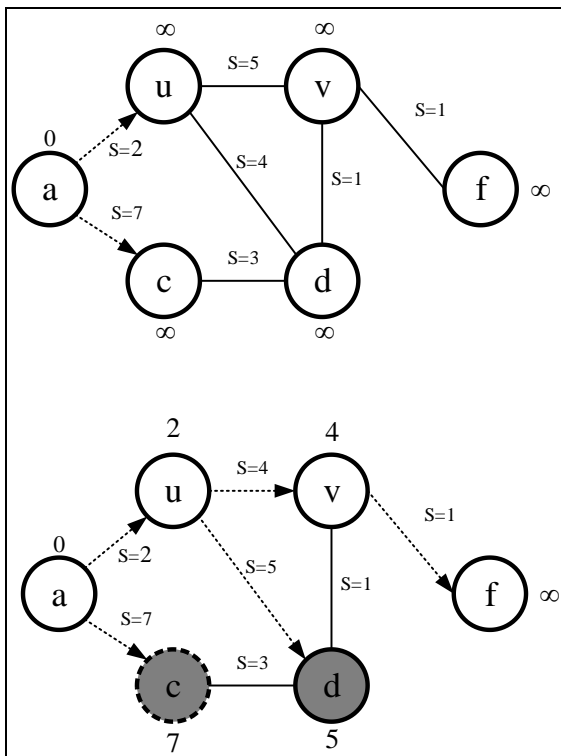 ∞ ∞
S=5
u v
S=1
0
S=2 S=4
a f ∞
S=1
S=7
S=3
c d
∞ ∞
2 4
S=4
u v
S=1
0
S=2 S=5
a f ∞
S=1
S=7
S=3
c d
7 5